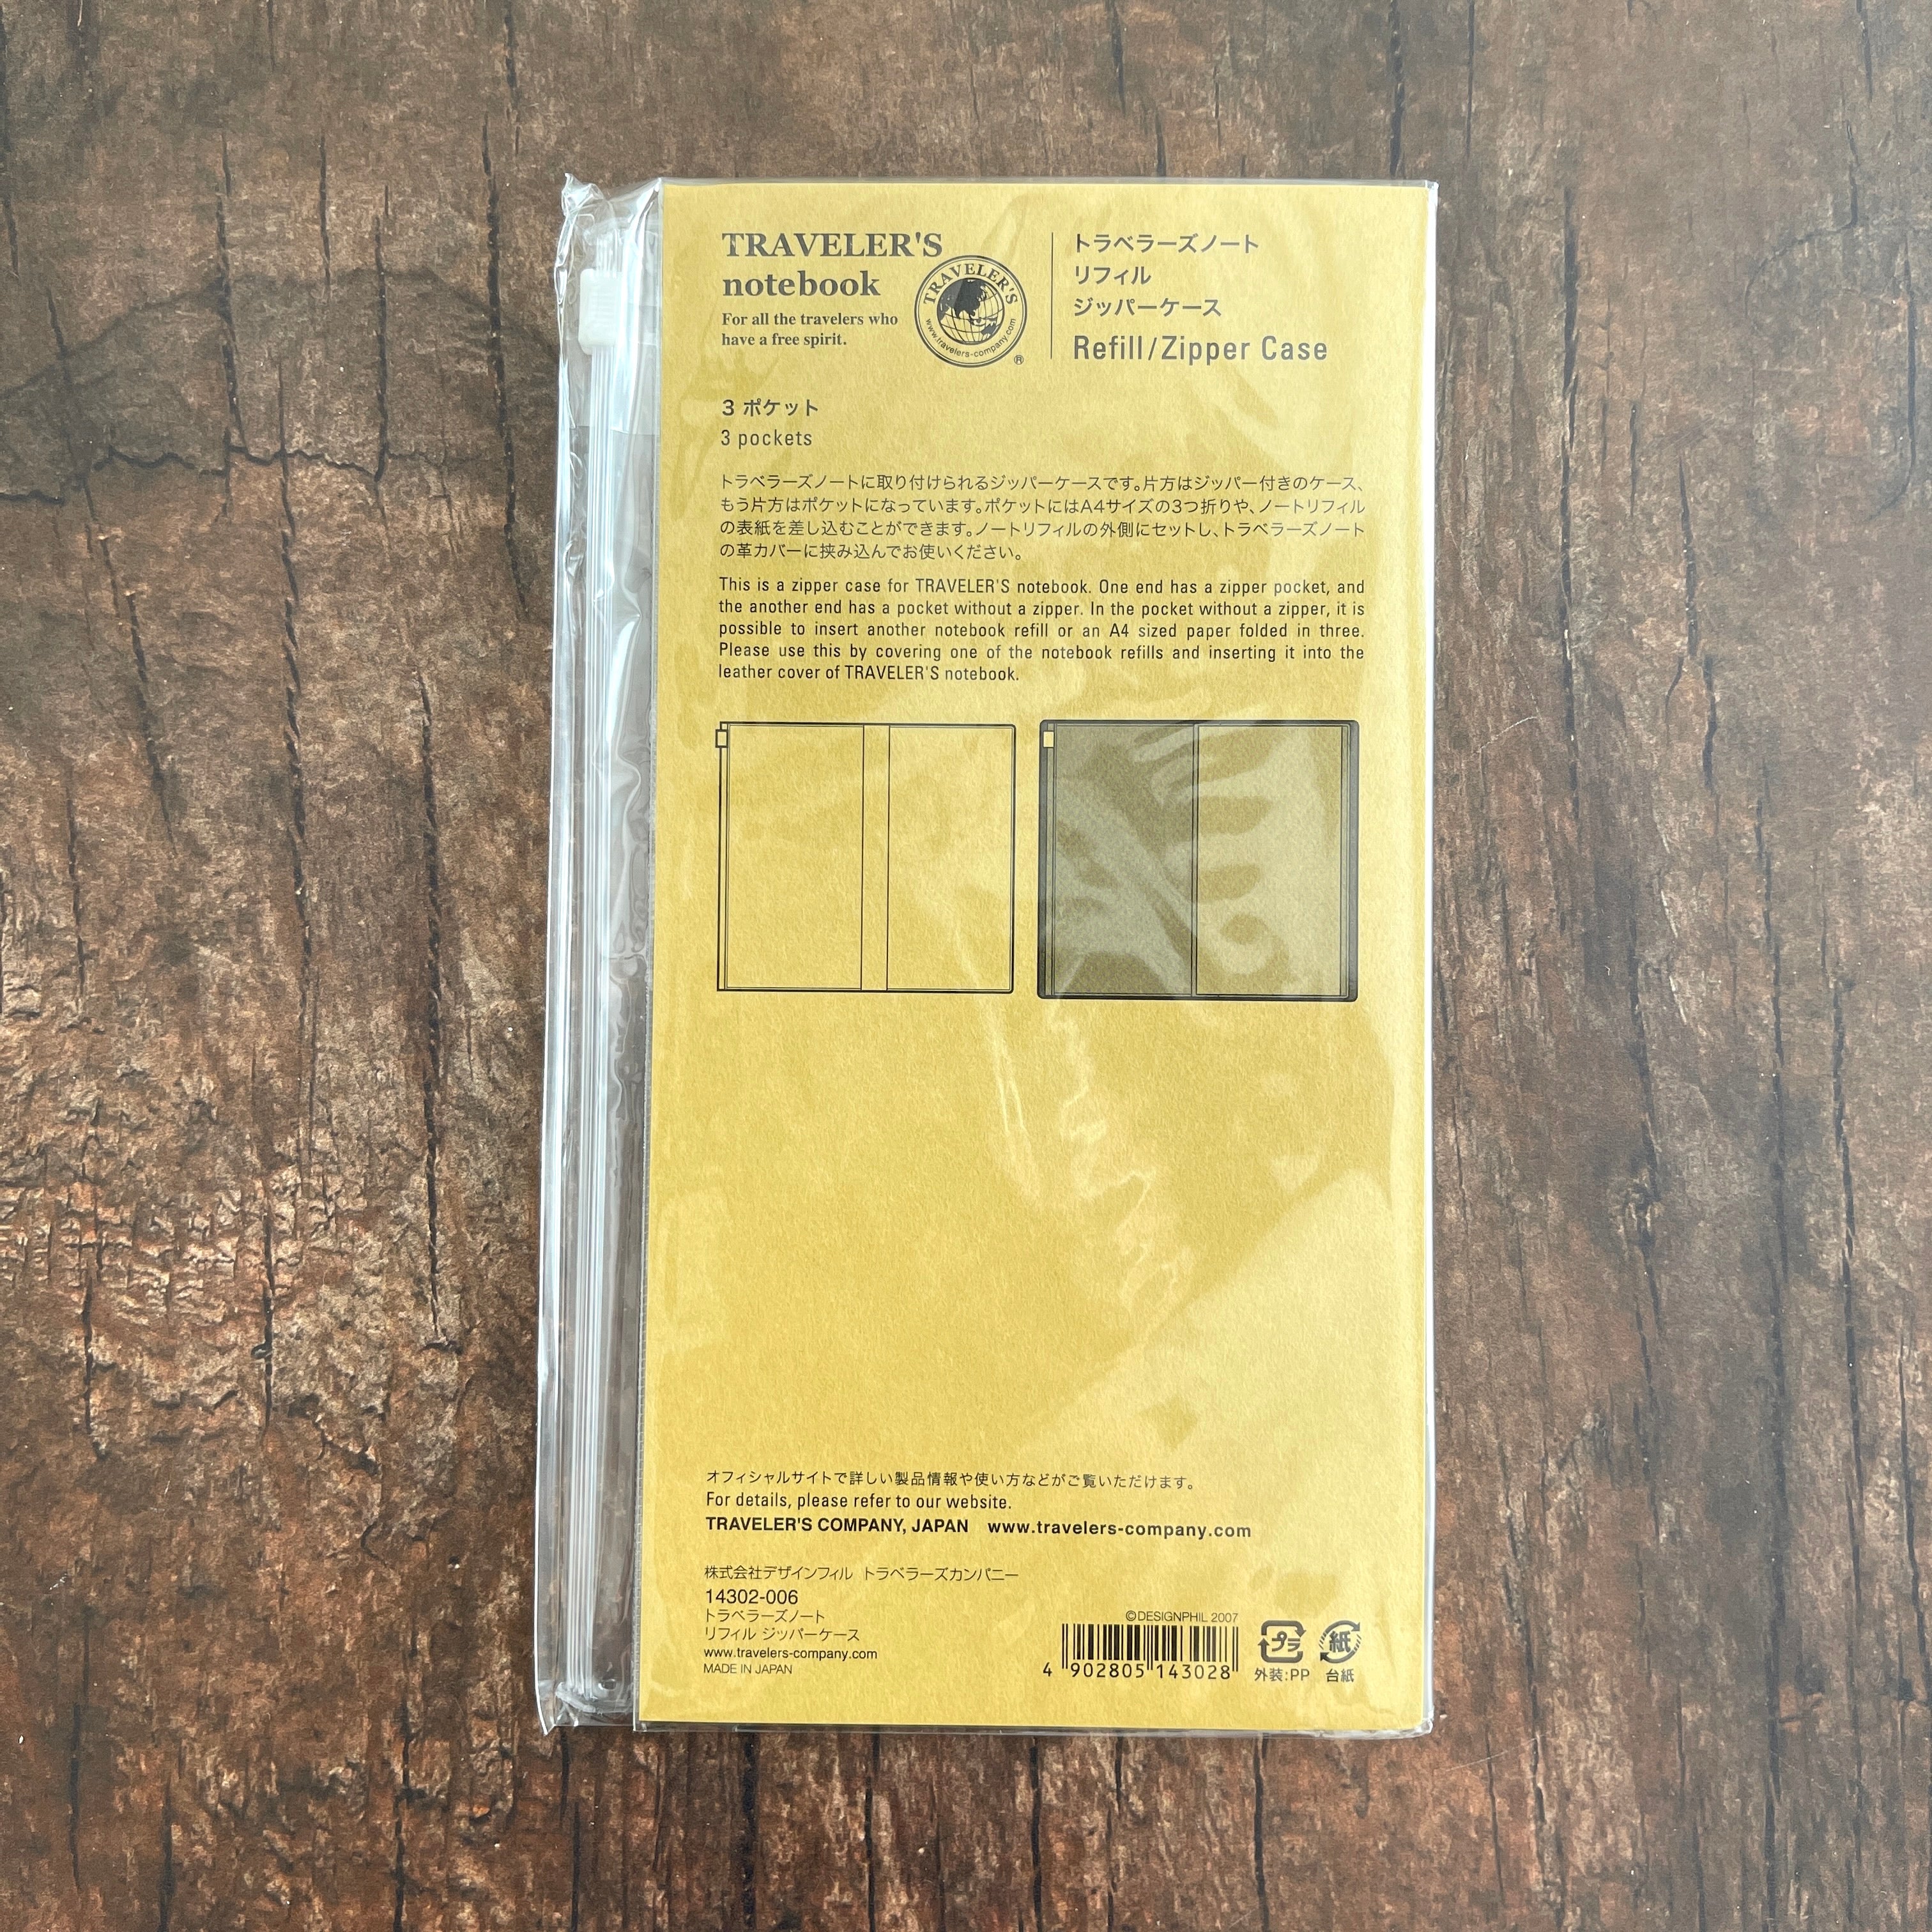 TRAVELER'S
notebook
For all the travelers who
have a free spirit.
TRAVELER'S
www.travelers-company.com
®
トラベラーズノート
リフィル
ジッパーケース
Refill/Zipper Case
3 ポケット
3 pockets
トラベラーズノートに取り付けられるジッパーケースです。片方はジッパー付きのケース、
もう片方はポケットになっています。ポケットにはA4サイズの3つ折りや、ノートリフィル
の表紙を差し込むことができます。ノートリフィルの外側にセットし、トラベラーズノート
の革カバーに挟み込んでお使いください。
This is a zipper case for TRAVELER'S notebook. One end has a zipper pocket, and
the another end has a pocket without a zipper. In the pocket without a zipper, it is
possible to insert another notebook refill or an A4 sized paper folded in three.
Please use this by covering one of the notebook refills and inserting it into the
leather cover of TRAVELER'S notebook.
オフィシャルサイトで詳しい製品情報や使い方などがご覧いただけます。
For details, please refer to our website.
TRAVELER'S COMPANY, JAPAN www.travelers-company.com
株式会社デザインフィル トラベラーズカンパニー
14302-006
トラベラーズノート
リフィル ジッパーケース
www.travelers-company.com
MADE IN JAPAN
©DESIGNPHIL 2007
4 902805 143028
プラ
外装:PP
紙
台紙